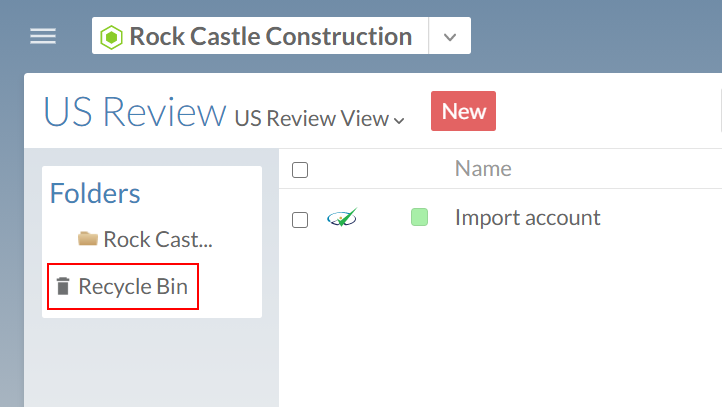 Rock Castle Construction
US Review US Review View New
Folders
Rock Cast...
Recycle Bin
Name
Import account